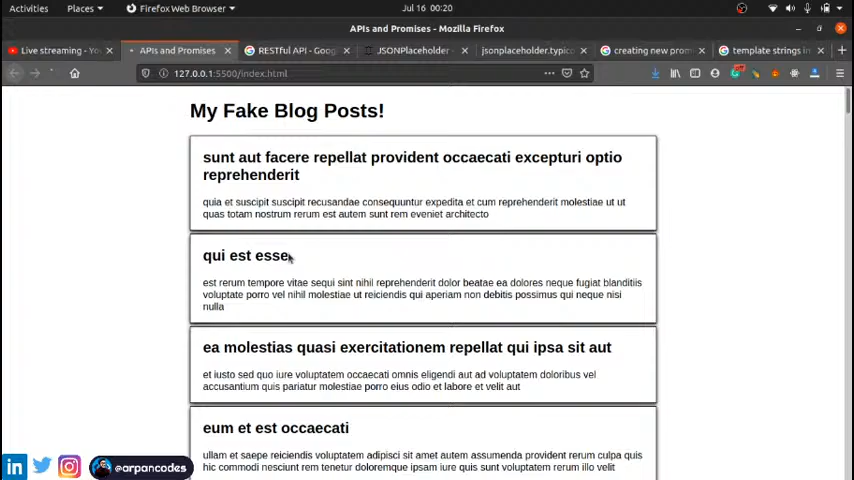 Activities Places Firefox Web Browser Jul 16 00:20
APIs and Promises - Mozilla Firefox
Live streaming - Yo APIs and Promises RESTful API - Goog JSONPlaceholder - jsonplaceholder.typico creating new prom template strings in
127.0.0.1:5500/index.html
My Fake Blog Posts!
sunt aut facere repellat provident occaecati excepturi optio
reprehenderit
quia et suscipit suscipit recusandae consequuntur expedita et cum reprehenderit molestiae ut ut
quas totam nostrum rerum est autem sunt rem eveniet architecto
qui est esse
est rerum tempore vitae sequi sint nihil reprehenderit dolor beatae ea dolores neque fugiat blanditiis
voluptate porro vel nihil molestiae ut reiciendis qui aperiam non debitis possimus qui neque nisi
nulla
ea molestias quasi exercitationem repellat qui ipsa sit aut
et iusto sed quo iure voluptatem occaecati omnis eligendi aut ad voluptatem doloribus vel
accusantium quis pariatur molestiae porro eius odio et labore et velit aut
eum et est occaecati
ullam et saepe reiciendis voluptatem adipisci sit amet autem assumenda provident rerum culpa quis
hic commodi nesciunt rem tenetur doloremque ipsam iure quis sunt voluptatem rerum illo velit
in @arpancodes